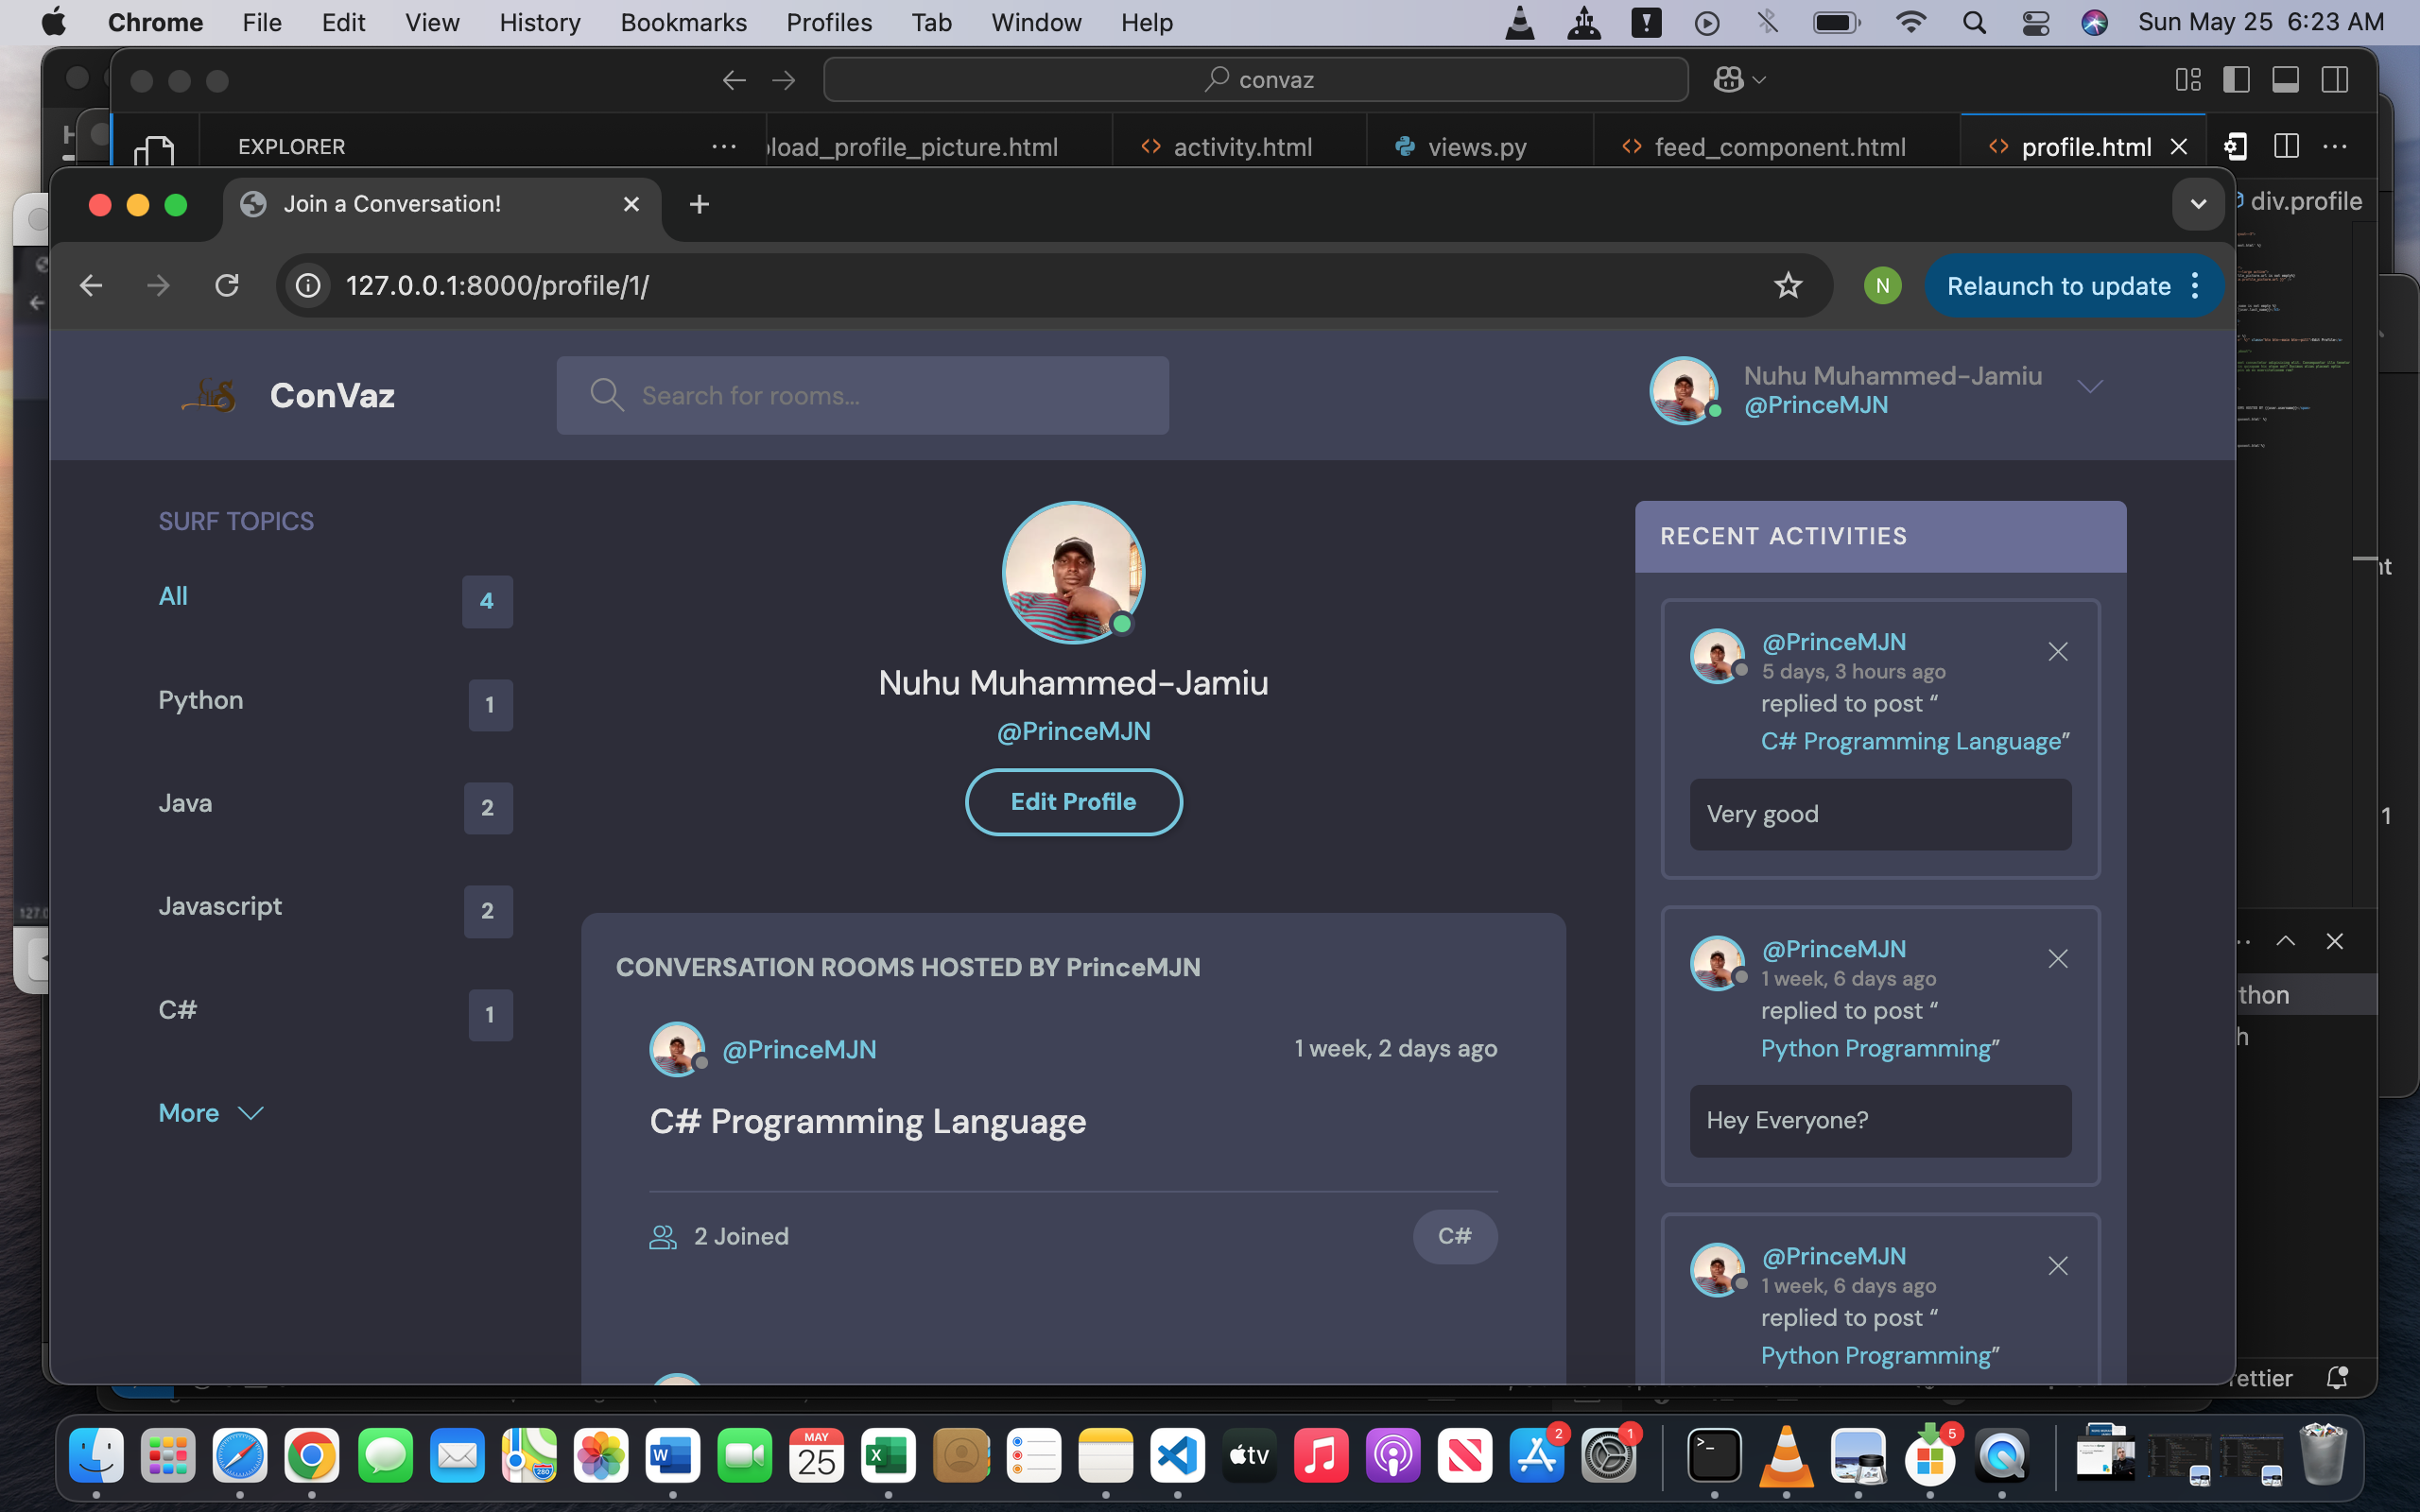 Chrome File Edit View History Bookmarks Profiles Tab Window Help Sun May 25 6:23 AM
convaz
EXPLORER load_profile_picture.html activity.html views.py feed_component.html profile.html
Join a Conversation!
div.profile
127.0.0.1:8000/profile/1/ N Relaunch to update
ConVaz
Search for rooms...
Nuhu Muhammed-Jamiu
@PrinceMJN
SURF TOPICS
All 4
Python 1
Java 2
Javascript 2
C# 1
More
Nuhu Muhammed-Jamiu
@PrinceMJN
Edit Profile
CONVERSATION ROOMS HOSTED BY PrinceMJN
@PrinceMJN 1 week, 2 days ago
C# Programming Language
2 Joined C#
RECENT ACTIVITIES
@PrinceMJN
5 days, 3 hours ago
replied to post “
C# Programming Language”
Very good
@PrinceMJN
1 week, 6 days ago
replied to post “
Python Programming”
Hey Everyone?
@PrinceMJN
1 week, 6 days ago
replied to post “
Python Programming”
1
thon
h
rettier
MAY
25
tv
2
1
5
280